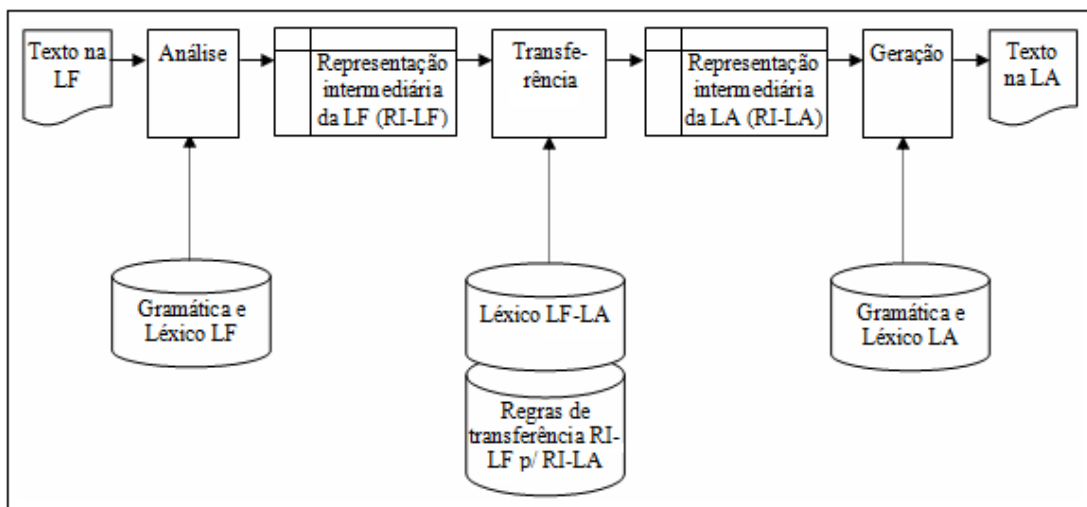 Texto na
LF
Análise
Representação
intermediária
da LF (RI-LF)
Transfe-
rência
Representação
intermediária
da LA (RI-LA)
Geração
Texto
na LA
Gramática e
Léxico LF
Léxico LF-LA
Regras de
transferência RI-
LF p/ RI-LA
Gramática e
Léxico LA